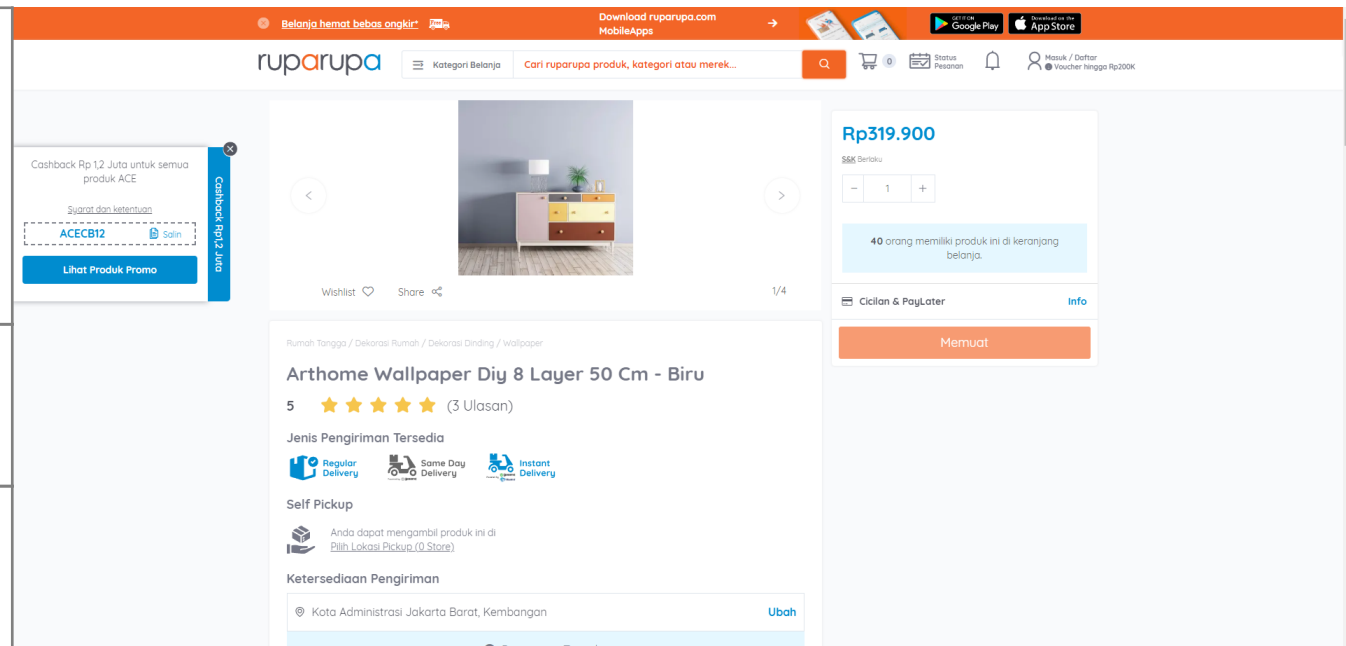 Belanja hemat bebas ongkir*
Download ruparupa.com
MobileApps
GET IT ON
Google Play
Download on the
App Store
ruparupa
Kategori Belanja
Cari ruparupa produk, kategori atau merek...
0
Status
Pesanan
Masuk / Daftar
Voucher hingga Rp200K
Cashback Rp 1,2 Juta untuk semua
produk ACE
Syarat dan ketentuan
ACECB12
Salin
Lihat Produk Promo
Cashback Rp1,2 Juta
Wishlist
Share
1/4
Rp319.900
S&K Berlaku
- 1 +
40 orang memiliki produk ini di keranjang
belanja.
Cicilan & PayLater
Info
Memuat
Rumah Tangga / Dekorasi Rumah / Dekorasi Dinding / Wallpaper
Arthome Wallpaper Diy 8 Layer 50 Cm - Biru
5
(3 Ulasan)
Jenis Pengiriman Tersedia
Regular
Delivery
Same Day
Delivery
Instant
Delivery
Self Pickup
Anda dapat mengambil produk ini di
Pilih Lokasi Pickup (0 Store)
Ketersediaan Pengiriman
Kota Administrasi Jakarta Barat, Kembangan
Ubah